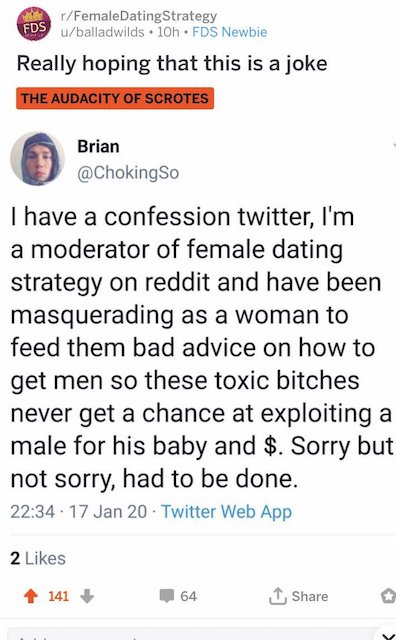 r/FemaleDatingStrategy
FDS
u/balladwilds • 10h • FDS Newbie
Really hoping that this is a joke
THE AUDACITY OF SCROTES
Brian
@ChokingSo
I have a confession twitter, I'm
a moderator of female dating
strategy on reddit and have been
masquerading as a woman to
feed them bad advice on how to
get men so these toxic bitches
never get a chance at exploiting a
male for his baby and $. Sorry but
not sorry, had to be done.
22:34 · 17 Jan 20 · Twitter Web App
2 Likes
141 64 Share